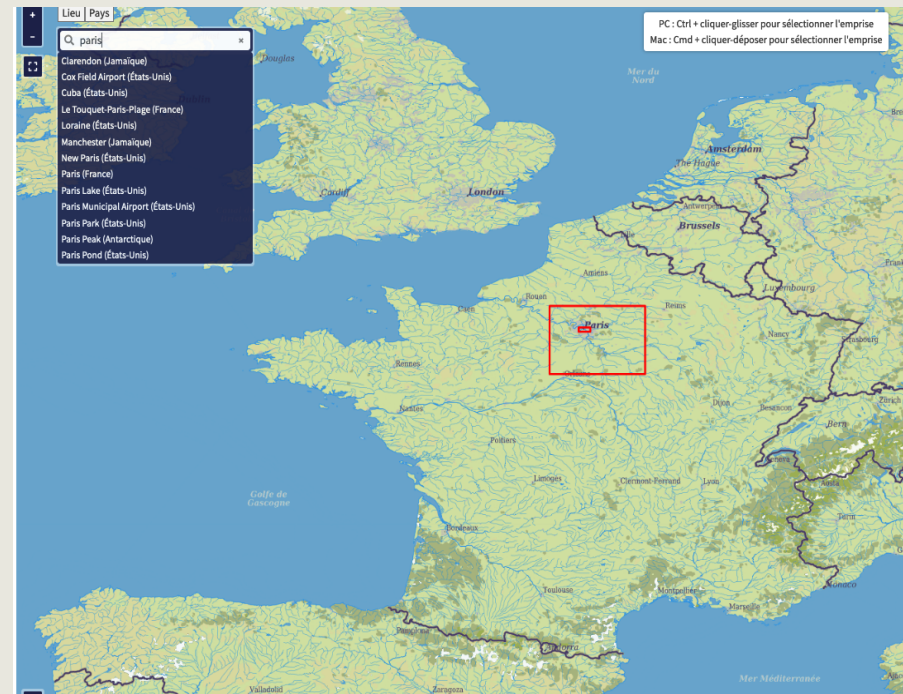 +
-
Lieu
Pays
paris
×
Clarendon (Jamaïque)
Cox Field Airport (États-Unis)
Cuba (États-Unis)
Le Touquet-Paris-Plage (France)
Loraine (États-Unis)
Manchester (Jamaïque)
New Paris (États-Unis)
Paris (France)
Paris Lake (États-Unis)
Paris Municipal Airport (États-Unis)
Paris Park (États-Unis)
Paris Peak (Antarctique)
Paris Pond (États-Unis)
PC : Ctrl + cliquer-glisser pour sélectionner l'emprise
Mac : Cmd + cliquer-déposer pour sélectionner l'emprise
Douglas
Mer du
Nord
Amsterdam
The Hague
Cardiff
London
Antwerpen
Brussels
Lille
Amiens
Luxembourg
Rouen
Caen
Reims
Paris
Nancy
Strasbourg
Rennes
Orléans
Nantes
Dijon
Besancon
Zürich
Bern
Poitiers
Geneva
Limoges
Clermont-Ferrand
Lyon
Aosta
Golfe de
Gascogne
Turin
Bordeaux
Toulouse
Montpellier
Monaco
Marseille
Pamplona
Andorra
Mer Méditerranée
Valladolid
Zaragoza